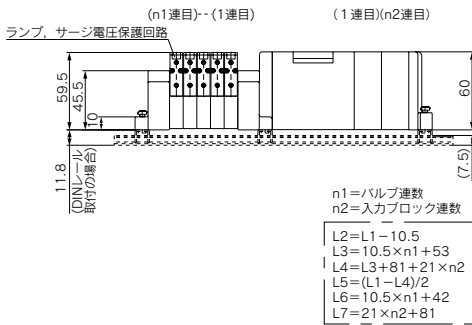 (n1連目)--(1連目)
(1連目)(n2連目)
ランプ，サージ電圧保護回路
59.5
45.5
10
60
11.8
(DINレール
取付の場合)
(7.5)
n1=バルブ連数
n2=入力ブロック連数
L2=L1−10.5
L3=10.5×n1+53
L4=L3+81+21×n2
L5=(L1−L4)/2
L6=10.5×n1+42
L7=21×n2+81